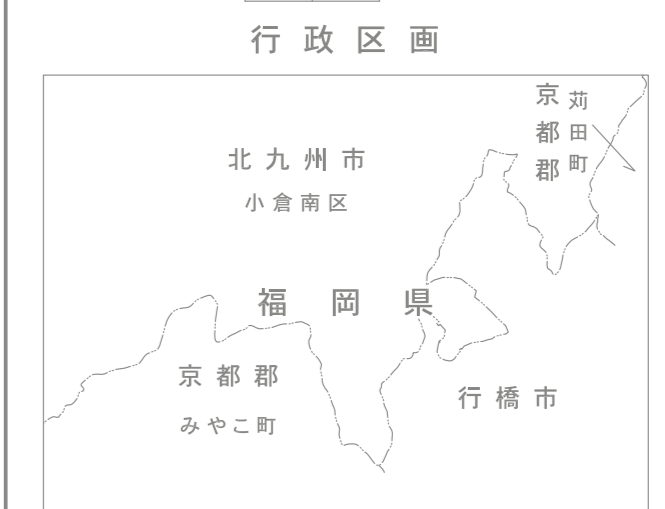 行政区画
京都郡
苅田町
北九州市
小倉南区
福岡県
京都郡
みやこ町
行橋市